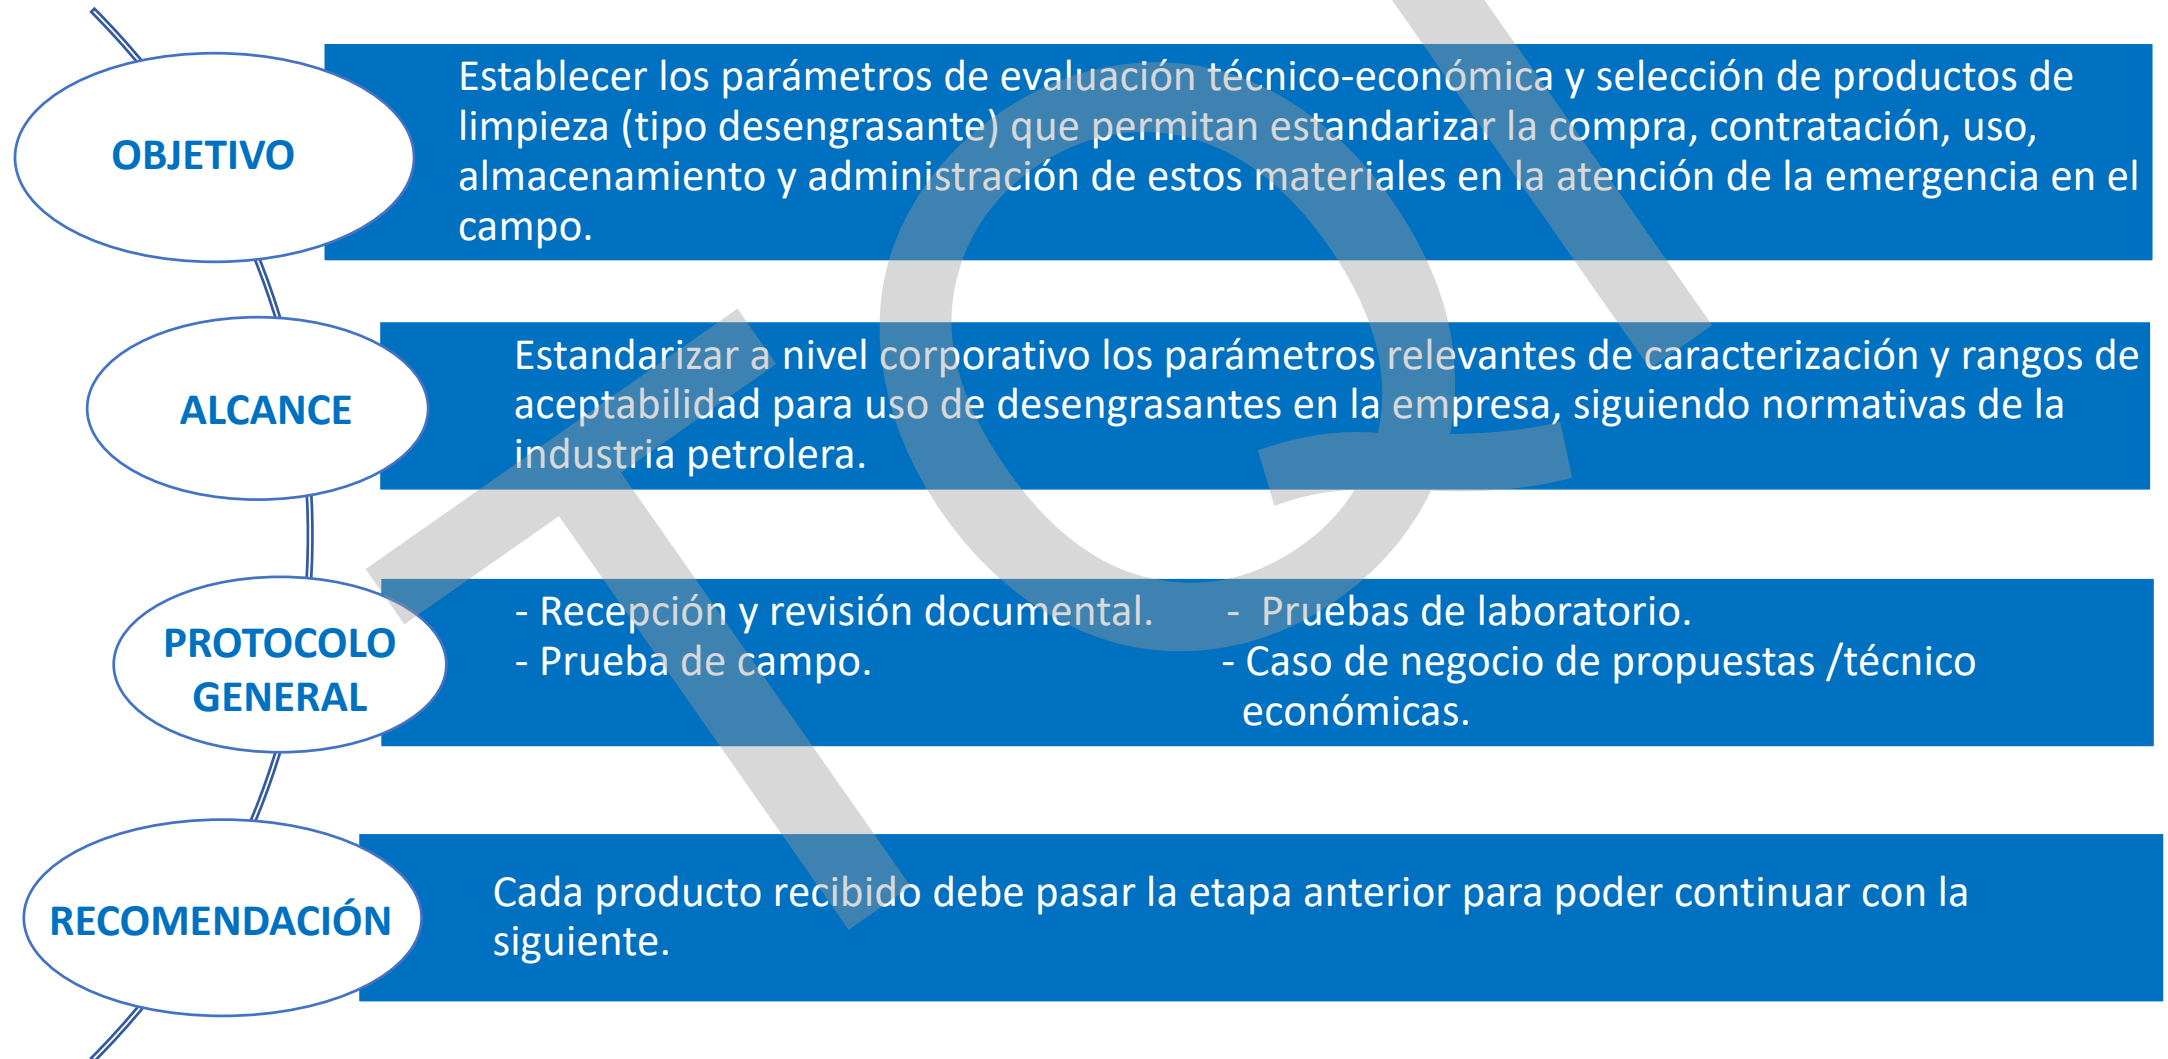 OBJETIVO
Establecer los parámetros de evaluación técnico-económica y selección de productos de
limpieza (tipo desengrasante) que permitan estandarizar la compra, contratación, uso,
almacenamiento y administración de estos materiales en la atención de la emergencia en el
campo.
ALCANCE
Estandarizar a nivel corporativo los parámetros relevantes de caracterización y rangos de
aceptabilidad para uso de desengrasantes en la empresa, siguiendo normativas de la
industria petrolera.
PROTOCOLO
GENERAL
- Recepción y revisión documental. - Pruebas de laboratorio.
- Prueba de campo. - Caso de negocio de propuestas /técnico
económicas.
RECOMENDACIÓN
Cada producto recibido debe pasar la etapa anterior para poder continuar con la
siguiente.